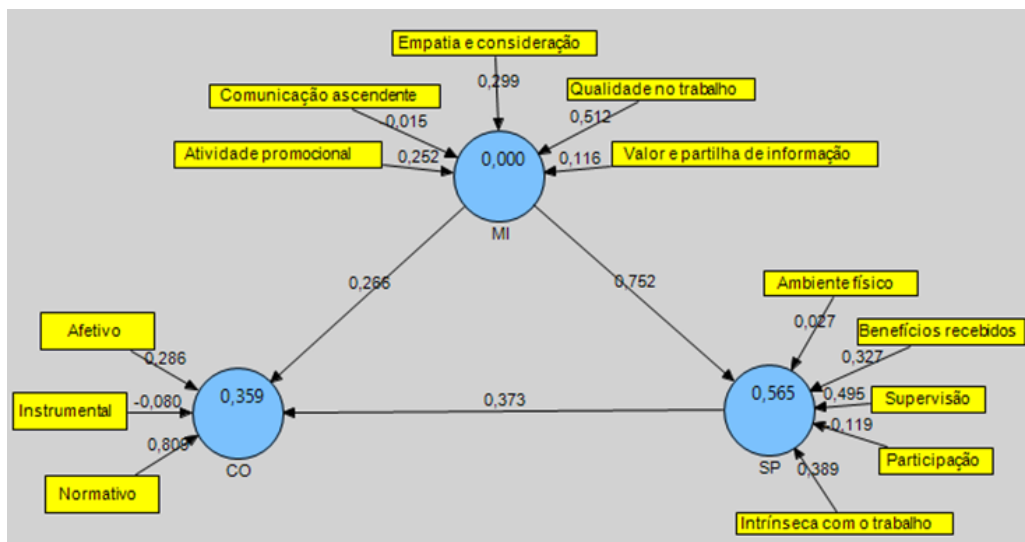 Empatia e consideração
0,299
Comunicação ascendente
-0,015
Qualidade no trabalho
0,512
Atividade promocional
0,252
0,116
Valor e partilha de informação
0,000
MI
0,266
0,752
Ambiente físico
0,027
Benefícios recebidos
0,327
Afetivo
0,286
0,359
0,565
0,495
Supervisão
Instrumental
-0,080
0,373
-0,119
Participação
0,800
CO
SP
0,389
Normativo
Intrínseca com o trabalho